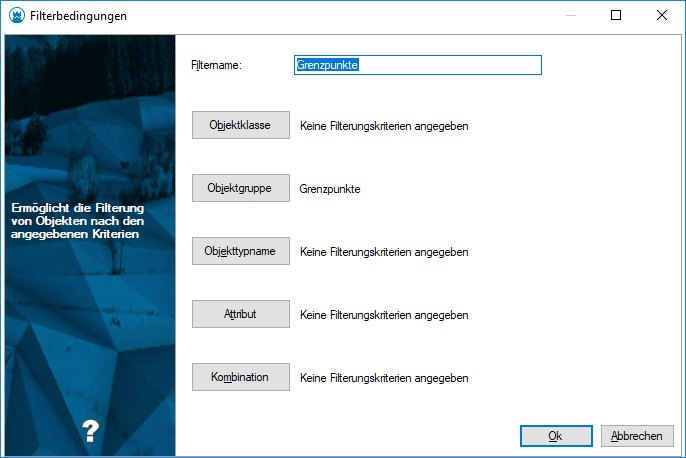 Filterbedingungen
Filtername:
Grenzpunkte
Objektklasse
Keine Filterungskriterien angegeben
Objektgruppe
Grenzpunkte
Ermöglicht die Filterung
von Objekten nach den
angegebenen Kriterien
Objekttypname
Keine Filterungskriterien angegeben
Attribut
Keine Filterungskriterien angegeben
Kombination
Keine Filterungskriterien angegeben
?
Ok
Abbrechen